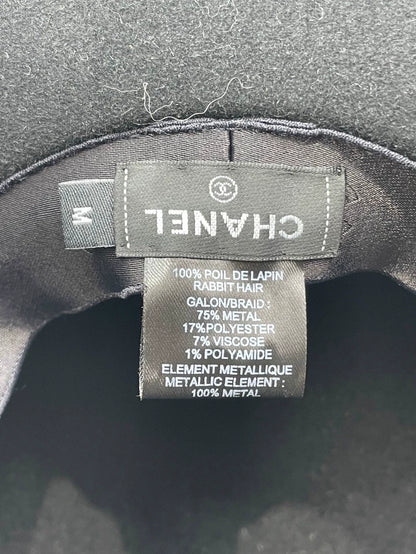 CHANEL
M
100% POIL DE LAPIN
RABBIT HAIR
GALON/BRAID :
75% METAL
17%POLYESTER
7% VISCOSE
1% POLYAMIDE
ELEMENT METALLIQUE
METALLIC ELEMENT :
100% METAL